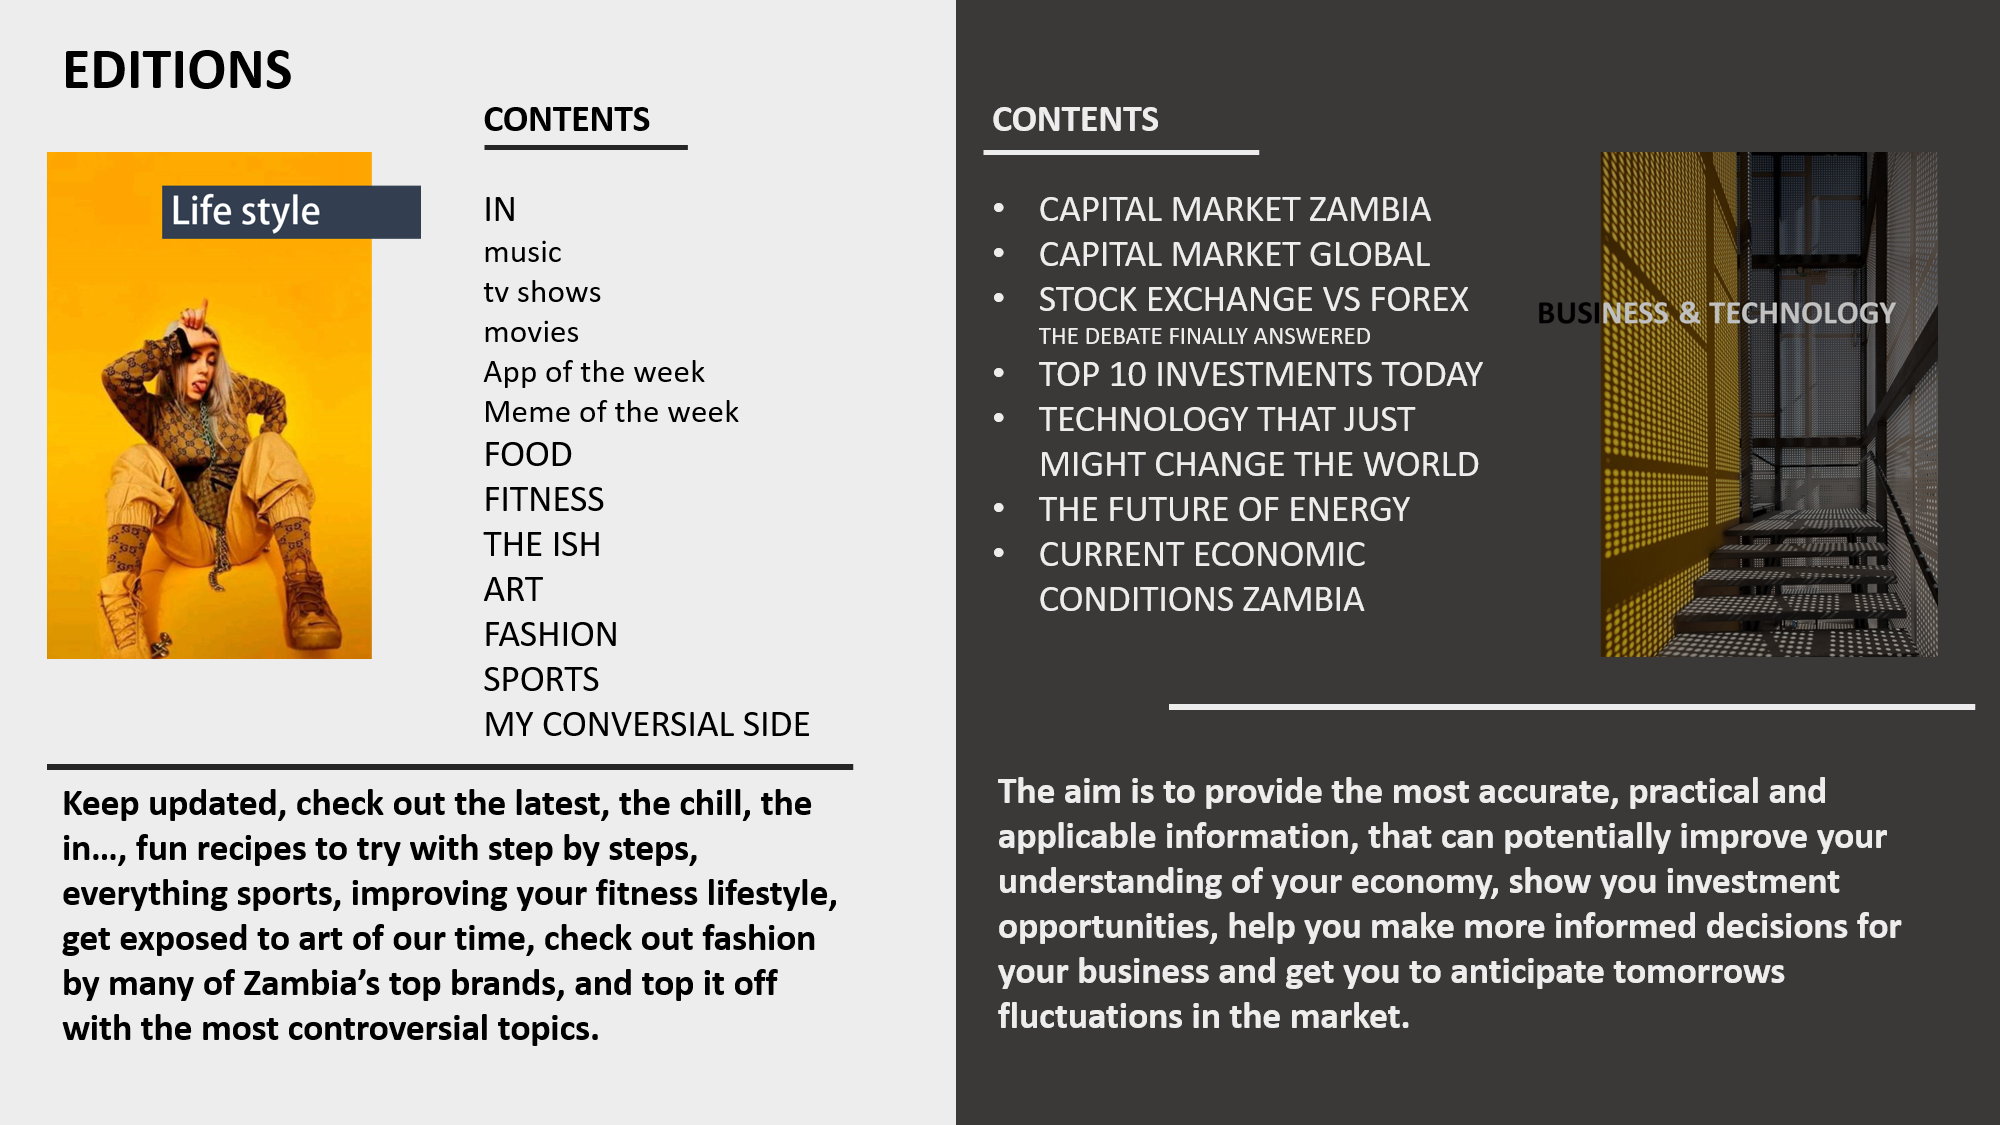 EDITIONS
CONTENTS
Life style
IN
music
tv shows
movies
App of the week
Meme of the week
FOOD
FITNESS
THE ISH
ART
FASHION
SPORTS
MY CONVERSIAL SIDE
Keep updated, check out the latest, the chill, the
in..., fun recipes to try with step by steps,
everything sports, improving your fitness lifestyle,
get exposed to art of our time, check out fashion
by many of Zambia’s top brands, and top it off
with the most controversial topics.
CONTENTS
• CAPITAL MARKET ZAMBIA
• CAPITAL MARKET GLOBAL
• STOCK EXCHANGE VS FOREX
THE DEBATE FINALLY ANSWERED
• TOP 10 INVESTMENTS TODAY
• TECHNOLOGY THAT JUST
MIGHT CHANGE THE WORLD
• THE FUTURE OF ENERGY
• CURRENT ECONOMIC
CONDITIONS ZAMBIA
BUSINESS & TECHNOLOGY
The aim is to provide the most accurate, practical and
applicable information, that can potentially improve your
understanding of your economy, show you investment
opportunities, help you make more informed decisions for
your business and get you to anticipate tomorrows
fluctuations in the market.